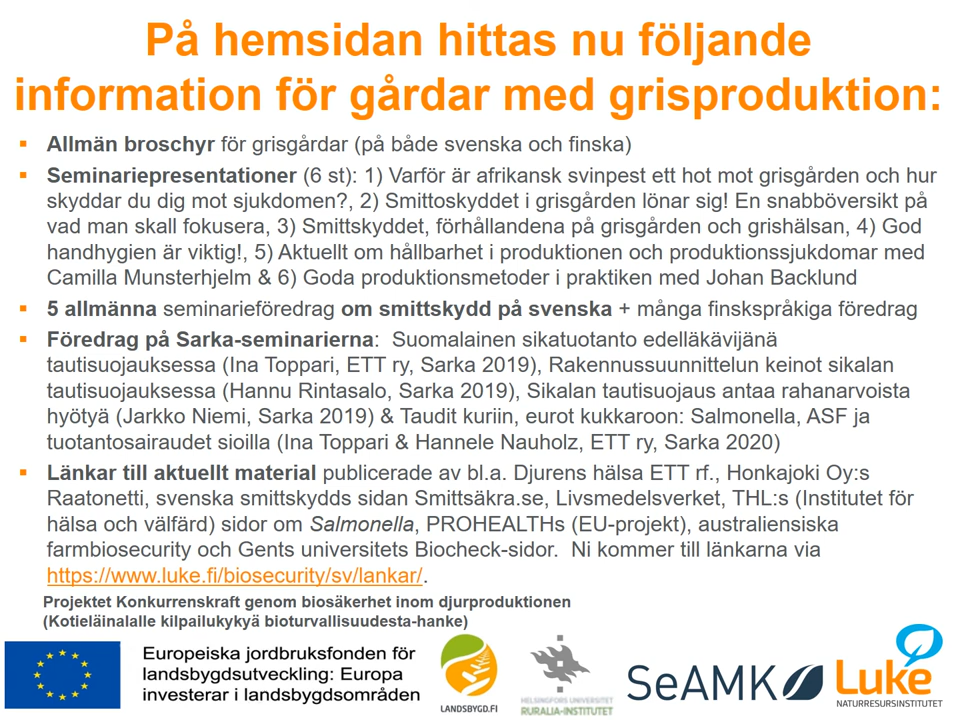 På hemsidan hittas nu följande
information för gårdar med grisproduktion:
▪ Allmän broschyr för grisgårdar (på både svenska och finska)
▪ Seminariepresentationer (6 st): 1) Varför är afrikansk svinpest ett hot mot grisgården och hur
skyddar du dig mot sjukdomen?, 2) Smittoskyddet i grisgården lönar sig! En snabböversikt på
vad man skall fokusera, 3) Smittskyddet, förhållandena på grisgården och grishälsan, 4) God
handhygien är viktig!, 5) Aktuellt om hållbarhet i produktionen och produktionssjukdomar med
Camilla Munsterhjelm & 6) Goda produktionsmetoder i praktiken med Johan Backlund
▪ 5 allmänna seminarieföredrag om smittskydd på svenska + många finskspråkiga föredrag
▪ Föredrag på Sarka-seminarierna: Suomalainen sikatuotanto edelläkävijänä
tautisuojauksessa (Ina Toppari, ETT ry, Sarka 2019), Rakennussuunnittelun keinot sikalan
tautisuojauksessa (Hannu Rintasalo, Sarka 2019), Sikalan tautisuojaus antaa rahanarvoista
hyötyä (Jarkko Niemi, Sarka 2019) & Taudit kuriin, eurot kukkaroon: Salmonella, ASF ja
tuotantosairaudet sioilla (Ina Toppari & Hannele Nauholz, ETT ry, Sarka 2020)
▪ Länkar till aktuellt material publicerade av bl.a. Djurens hälsa ETT rf., Honkajoki Oy:s
Raatonetti, svenska smittskydds sidan Smittsäkra.se, Livsmedelsverket, THL:s (Institutet för
hälsa och välfärd) sidor om Salmonella, PROHEALTHs (EU-projekt), australiensiska
farmbiosecurity och Gents universitets Biocheck-sidor. Ni kommer till länkarna via
https://www.luke.fi/biosecurity/sv/lankar/.
Projektet Konkurrenskraft genom biosäkerhet inom djurproduktionen
(Kotieläinalalle kilpailukykyä bioturvallisuudesta-hanke)
Europeiska jordbruksfonden för
landsbygdsutveckling: Europa
investerar i landsbygdsområden
LANDSBYGD.FI
HELSINGFORS UNIVERSITET
RURALIA-INSTITUTET
SeAMK
Luke
NATURRESURSINSTITUTET